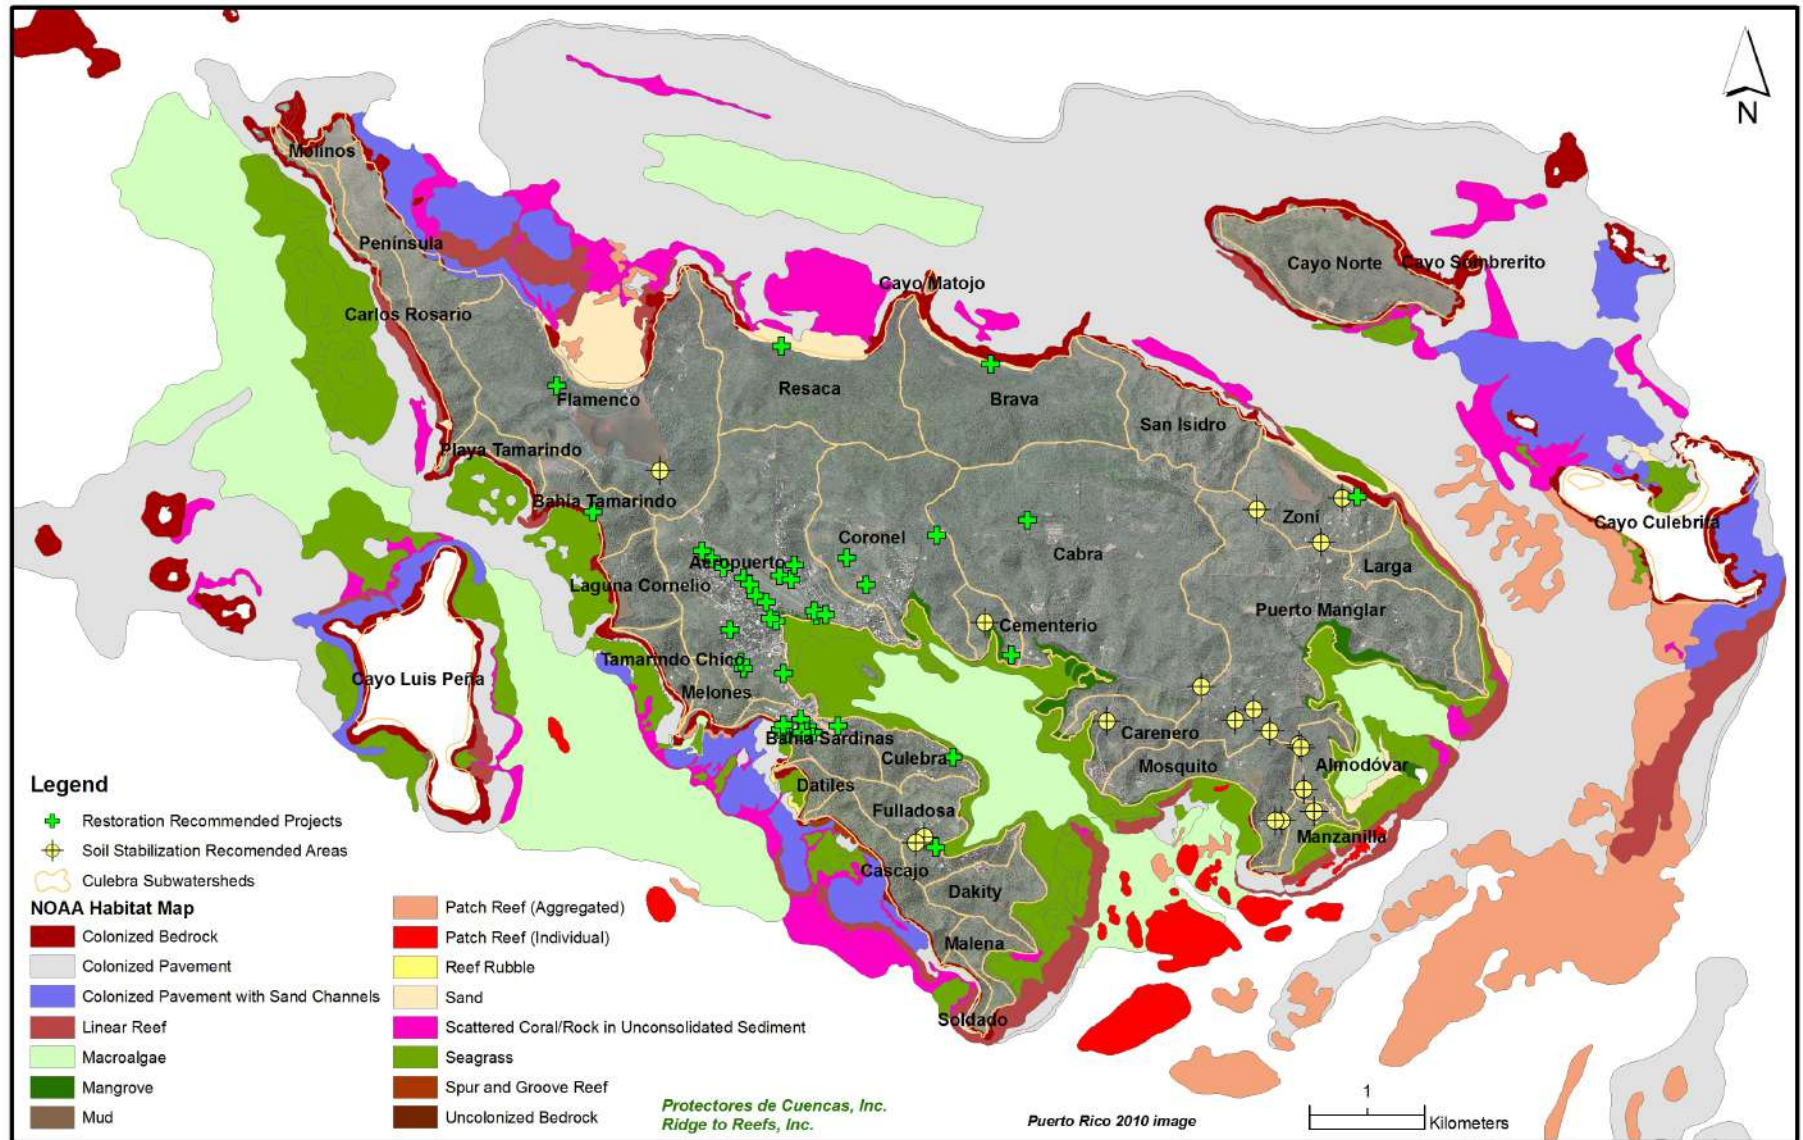 N
Molinos
Península
Carlos Rosario
Cayo Matojo
Cayo Norte
Cayo Sombrerito
Flamenco
Resaca
Brava
San Isidro
Playa Tamarindo
Bahía Tamarindo
Coronel
Zoní
Cayo Culebrita
Aeropuerto
Cabra
Larga
Laguna Cornelio
Puerto Manglar
Cementerio
Tamarindo Chico
Cayo Luis Peña
Melones
Bahía Sardinas
Carenero
Culebra
Mosquito
Almodóvar
Datiles
Fulladosa
Manzanilla
Cascajo
Dakity
Malena
Soldado
Legend
Restoration Recommended Projects
Soil Stabilization Recomended Areas
Culebra Subwatersheds
NOAA Habitat Map
Colonized Bedrock
Colonized Pavement
Colonized Pavement with Sand Channels
Linear Reef
Macroalgae
Mangrove
Mud
Patch Reef (Aggregated)
Patch Reef (Individual)
Reef Rubble
Sand
Scattered Coral/Rock in Unconsolidated Sediment
Seagrass
Spur and Groove Reef
Uncolonized Bedrock
Protectores de Cuencas, Inc.
Ridge to Reefs, Inc.
Puerto Rico 2010 image
1
Kilometers